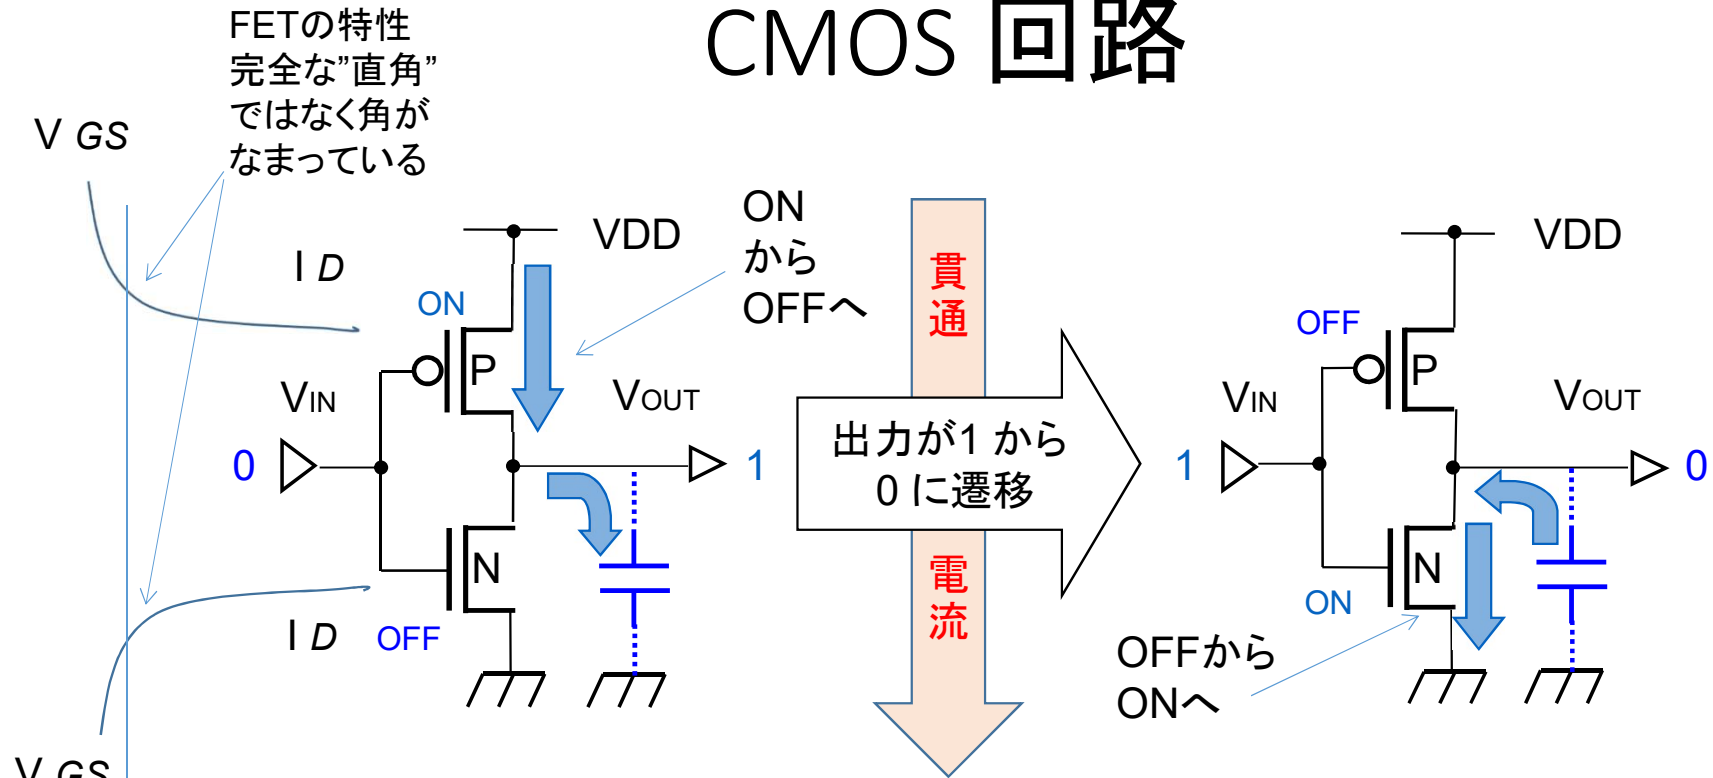 CMOS 回路
FETの特性
完全な”直角”
ではなく角が
なまっている
V GS
I D
ON
VDD
ON
から
OFFへ
P
VIN
VOUT
0
1
N
I D
OFF
V GS
貫
通
出力が1 から
0 に遷移
電
流
VDD
OFF
P
VIN
VOUT
1
0
N
ON
OFFから
ONへ